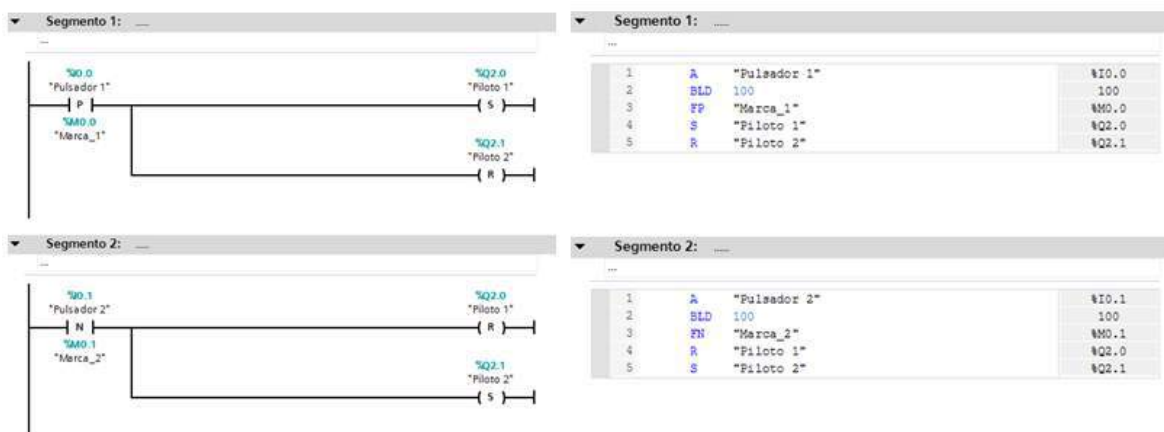 Segmento 1: ....
...
%I0.0
"Pulsador 1"
P
%M0.0
"Marca_1"
%Q2.0
"Piloto 1"
S
%Q2.1
"Piloto 2"
R
Segmento 1: .....
...
1 A "Pulsador 1" %I0.0
2 BLD 100 100
3 FP "Marca_1" %M0.0
4 S "Piloto 1" %Q2.0
5 R "Piloto 2" %Q2.1
Segmento 2: ....
...
%I0.1
"Pulsador 2"
N
%M0.1
"Marca_2"
%Q2.0
"Piloto 1"
R
%Q2.1
"Piloto 2"
S
Segmento 2: .....
...
1 A "Pulsador 2" %I0.1
2 BLD 100 100
3 FN "Marca_2" %M0.1
4 R "Piloto 1" %Q2.0
5 S "Piloto 2" %Q2.1